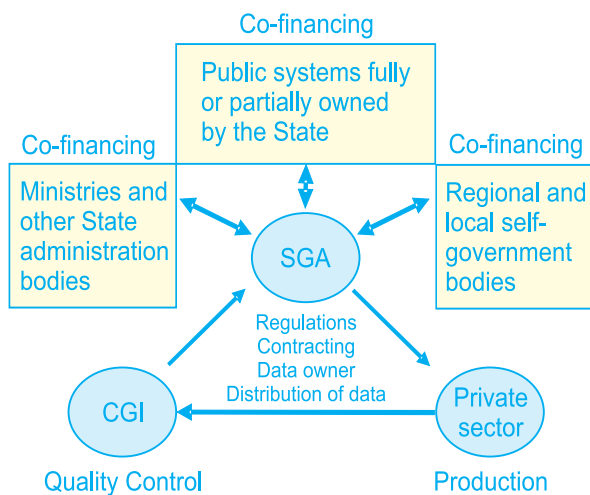 Co-financing
Public systems fully
or partially owned
by the State
Co-financing
Ministries and
other State
administration
bodies
Co-financing
Regional and
local self-
government
bodies
SGA
Regulations
Contracting
Data owner
Distribution of data
CGI
Quality Control
Private
sector
Production